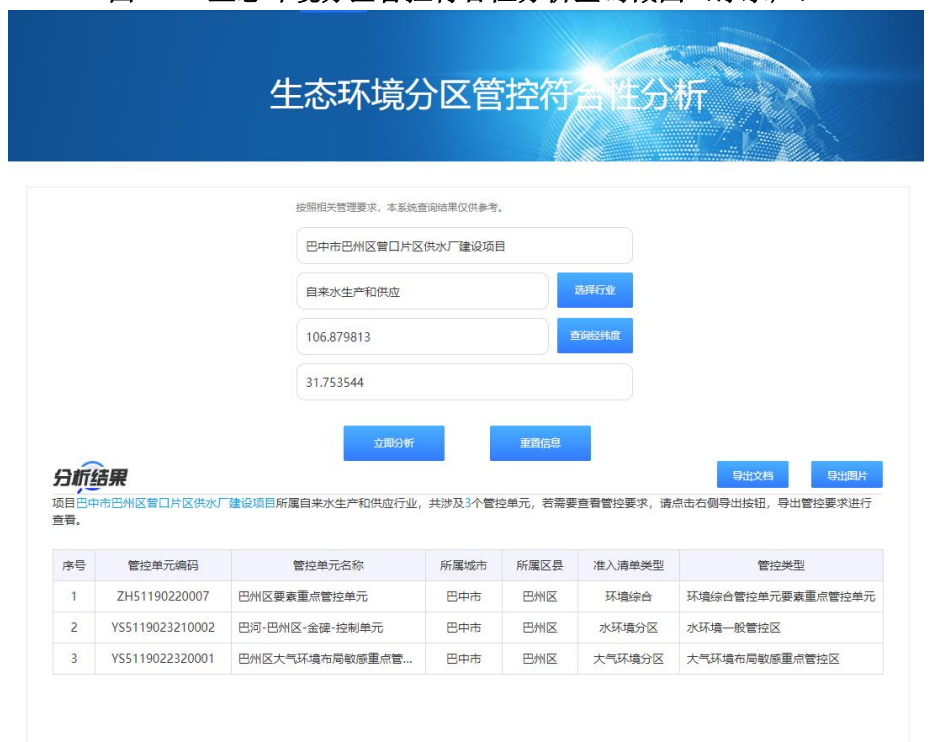 生态环境分区管控符合性分析
按照相关管理要求，本系统查询结果仅供参考。
巴中市巴州区曾口片区供水厂建设项目
自来水生产和供应
选择行业
106.879813
查询经纬度
31.753544
立即分析
重置信息
分析结果
导出文档
导出图片
项目巴中市巴州区曾口片区供水厂建设项目所属自来水生产和供应行业，共涉及3个管控单元，若需要查看管控要求，请点击右侧导出按钮，导出管控要求进行
查看。
序号 管控单元编码 管控单元名称 所属城市 所属区县 准入清单类型 管控类型
1 ZH51190220007 巴州区要素重点管控单元 巴中市 巴州区 环境综合 环境综合管控单元要素重点管控单元
2 YS5119023210002 巴河-巴州区-金碑-控制单元 巴中市 巴州区 水环境分区 水环境一般管控区
3 YS5119022320001 巴州区大气环境布局敏感重点管... 巴中市 巴州区 大气环境分区 大气环境布局敏感重点管控区